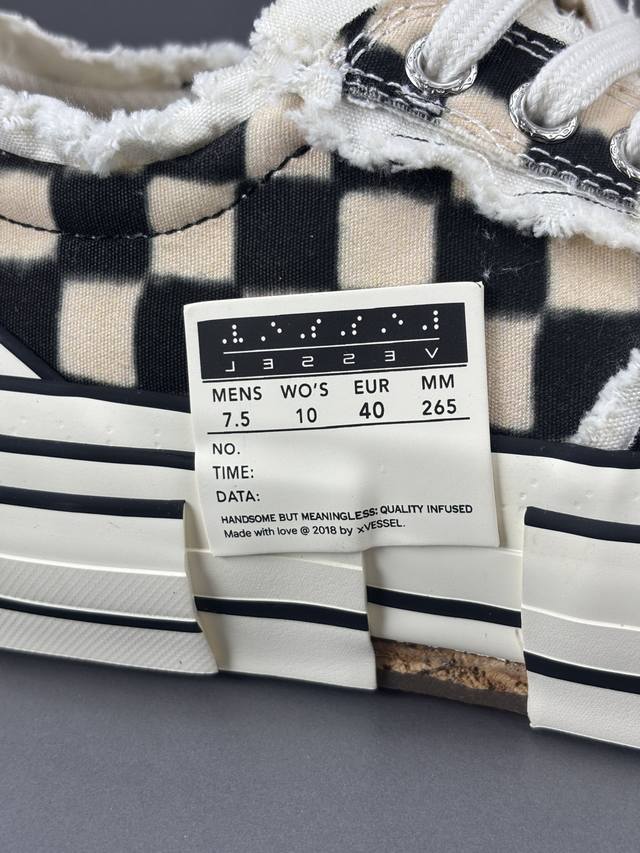 ⅃ Ǝ Ƨ Ƨ Ǝ V
MENS WO'S EUR MM
7.5 10 40 265
NO.
TIME:
DATA:
HANDSOME BUT MEANINGLESS: QUALITY INFUSED
Made with love @ 2018 by xVESSEL.